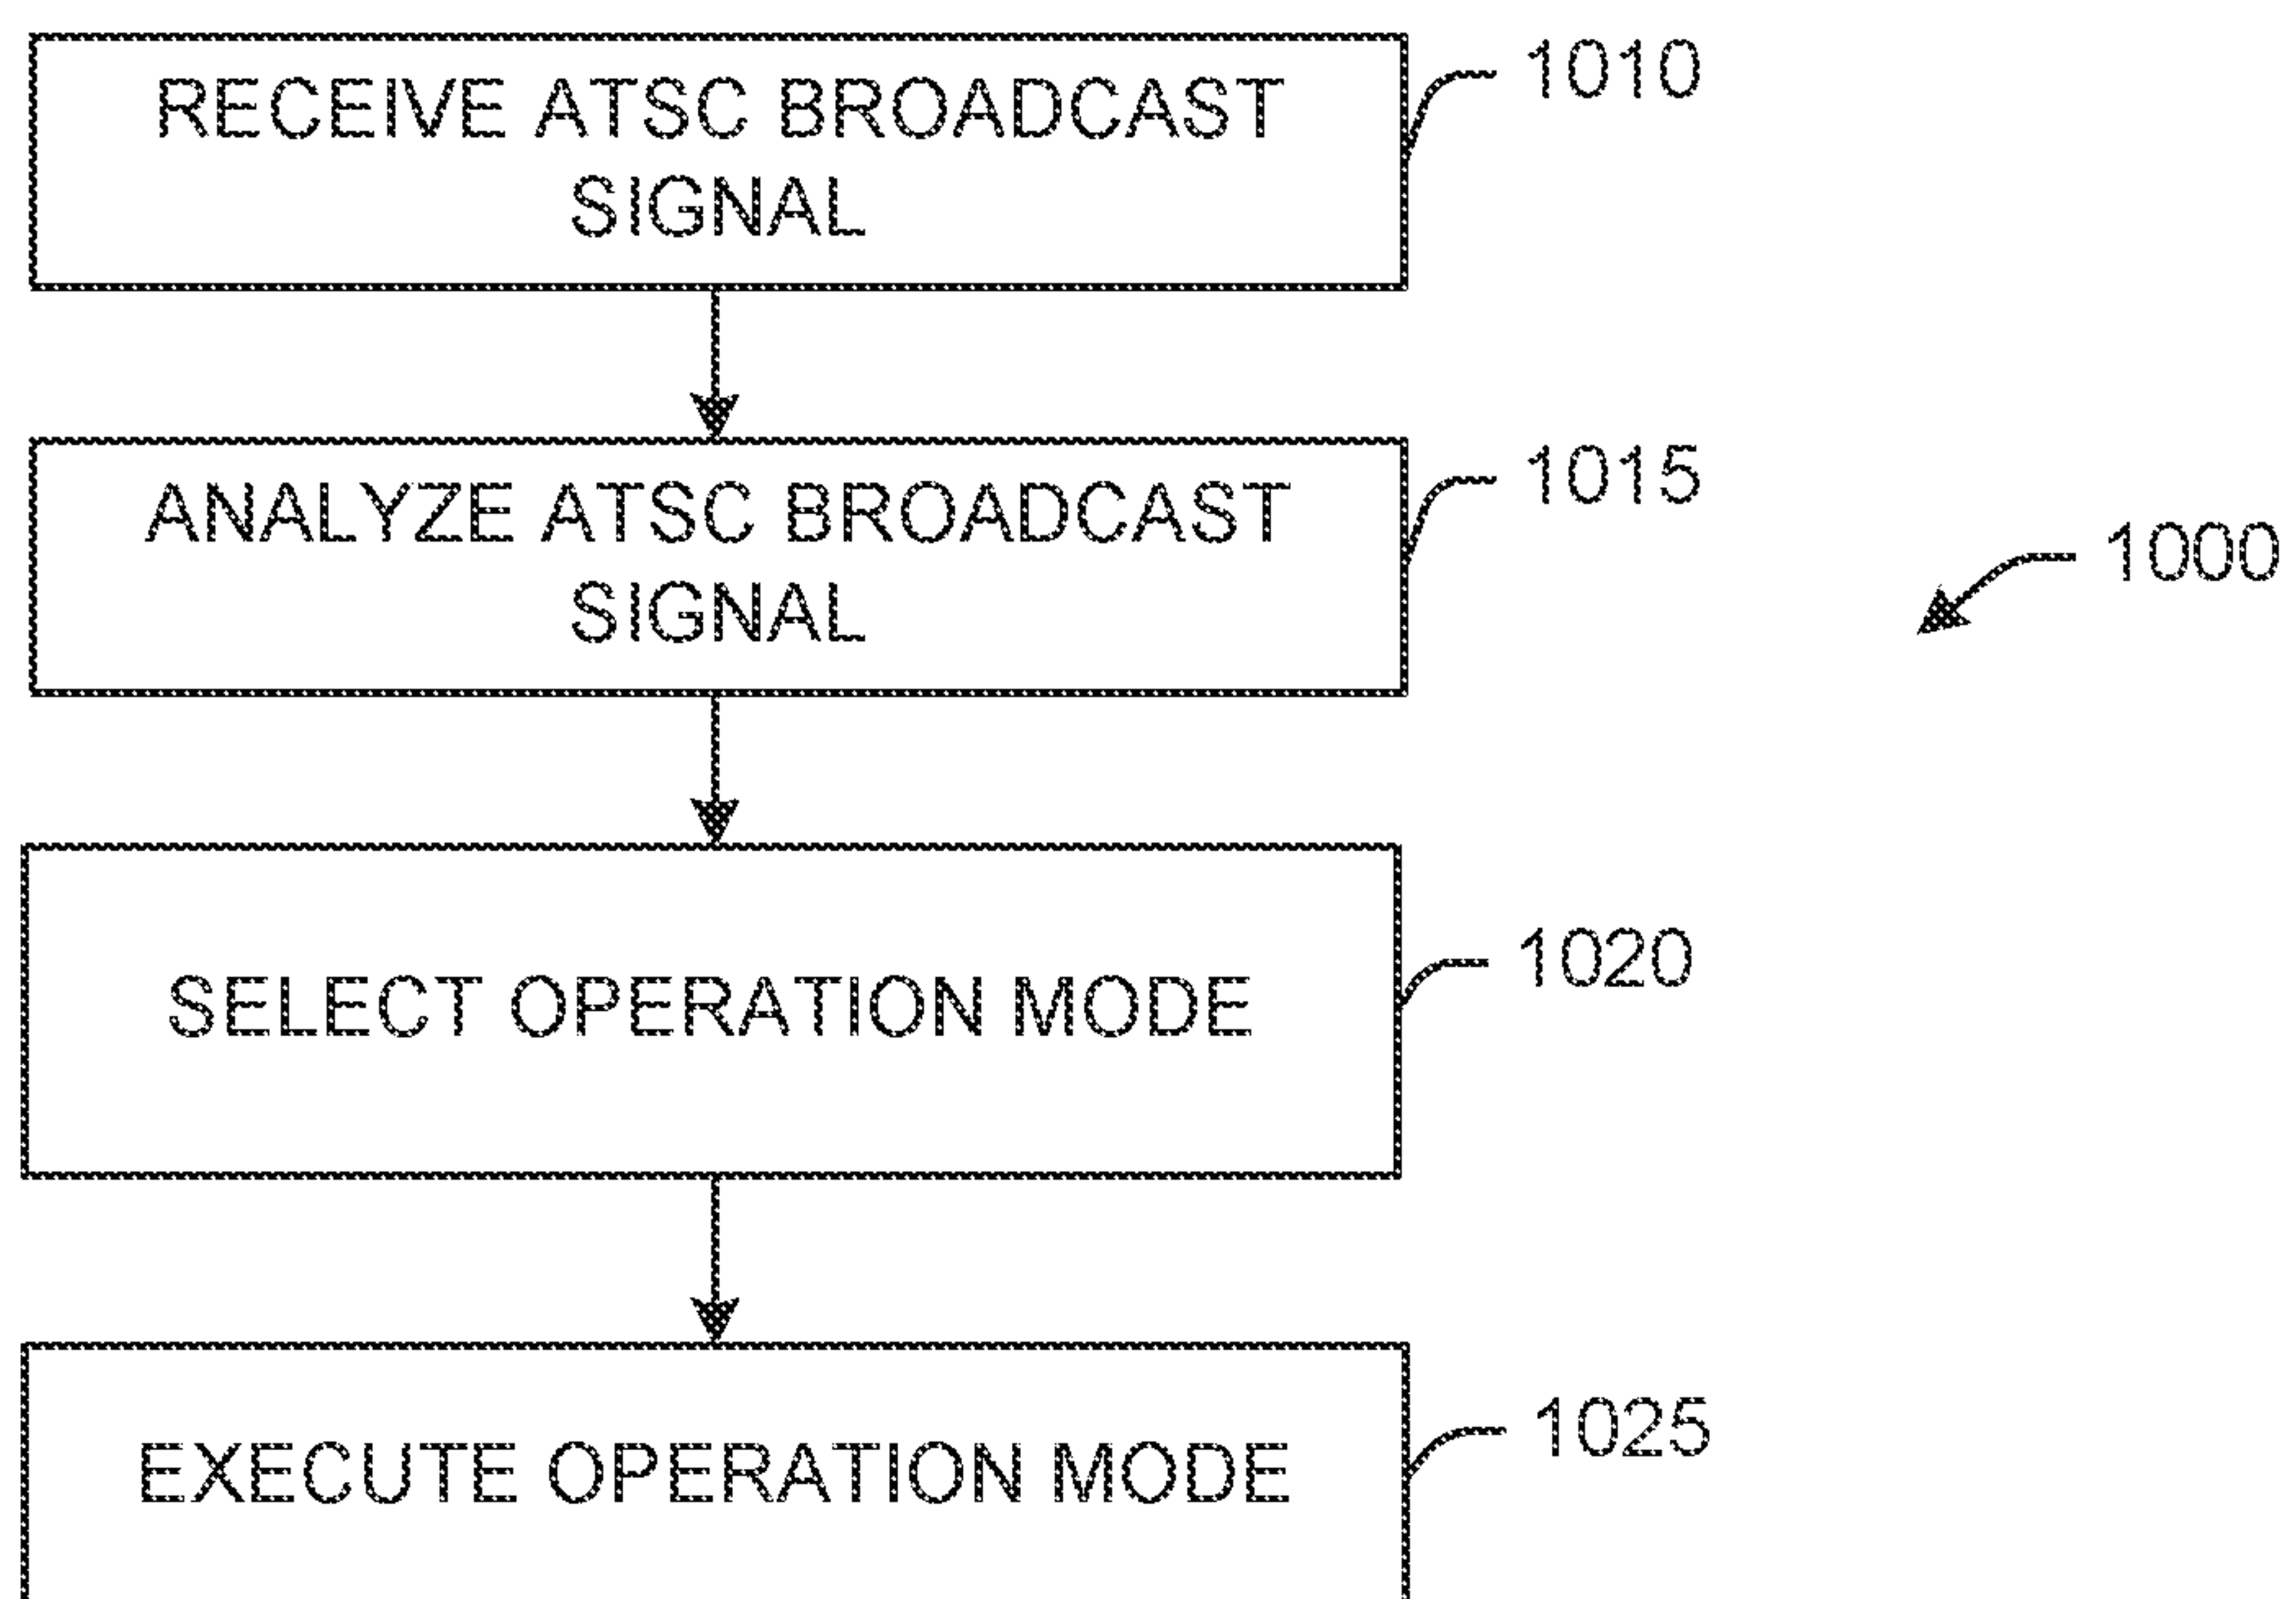 RECEIVE ATSC BROADCAST
SIGNAL
1010
ANALYZE ATSC BROADCAST
SIGNAL
1015
1000
SELECT OPERATION MODE
1020
EXECUTE OPERATION MODE
1025